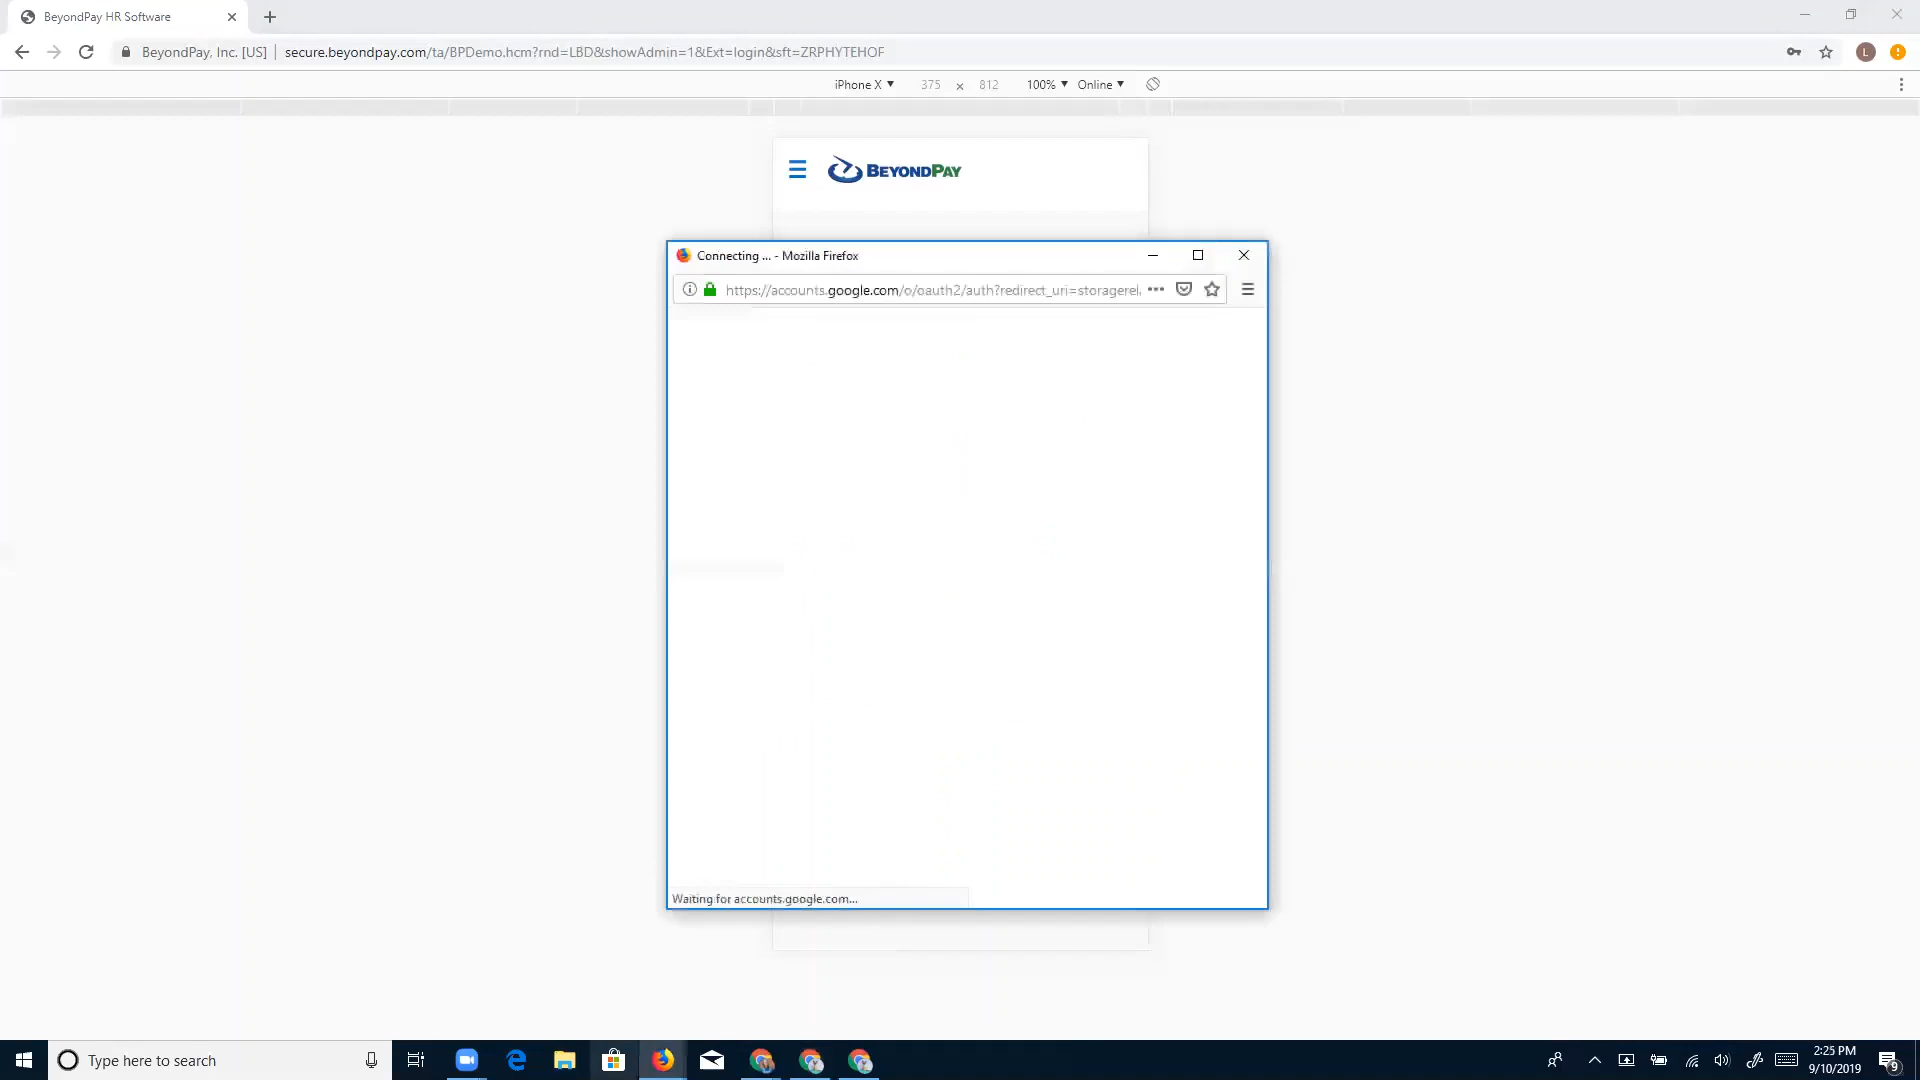 BeyondPay HR Software
BeyondPay, Inc. [US] secure.beyondpay.com/ta/BPDemo.hcm?rnd=LBD&showAdmin=1&Ext=login&sft=ZRPHYTEHOF
L
iPhone X 375 x 812 100% Online
BEYONDPAY
Connecting ... - Mozilla Firefox
https://accounts.google.com/o/oauth2/auth?redirect_uri=storagerel
Waiting for accounts.google.com...
Type here to search
2:25 PM
9/10/2019
9